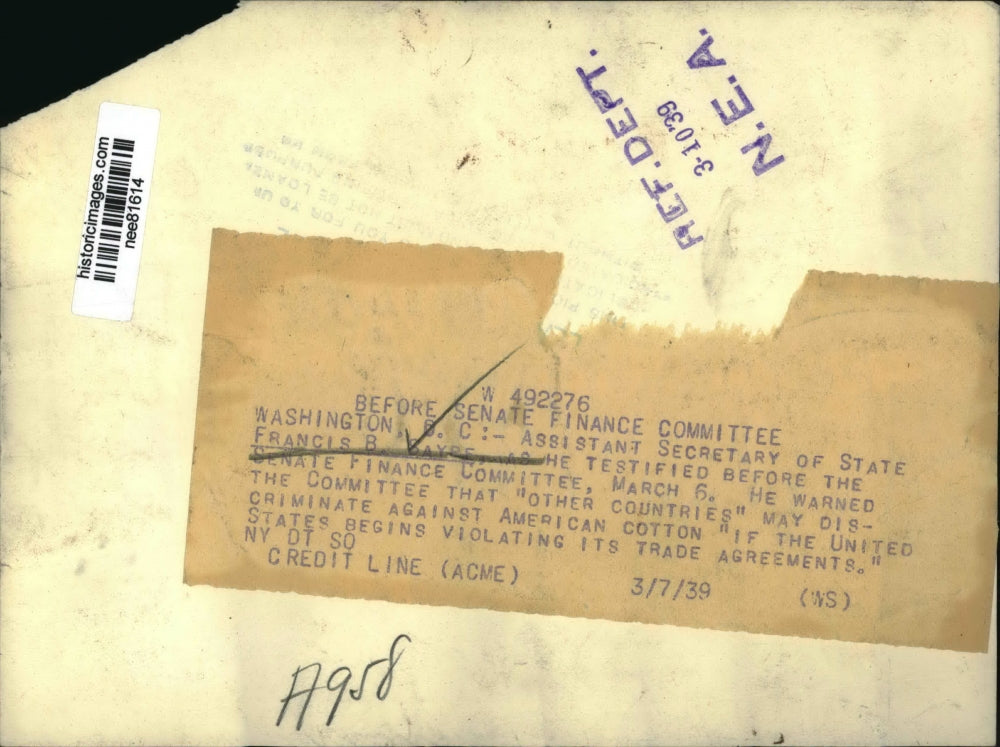 historicimages.com
nee81614
REF. DEPT.
3-10 39
N.E.A.
W 492276
BEFORE SENATE FINANCE COMMITTEE
WASHINGTON, D. C :- ASSISTANT SECRETARY OF STATE
FRANCIS B. SAYRE, AS HE TESTIFIED BEFORE THE
SENATE FINANCE COMMITTEE, MARCH 6. HE WARNED
THE COMMITTEE THAT "OTHER COUNTRIES" MAY DIS-
CRIMINATE AGAINST AMERICAN COTTON "IF THE UNITED
STATES BEGINS VIOLATING ITS TRADE AGREEMENTS."
NY DT SO
CREDIT LINE (ACME) 3/7/39 (WS)
A958